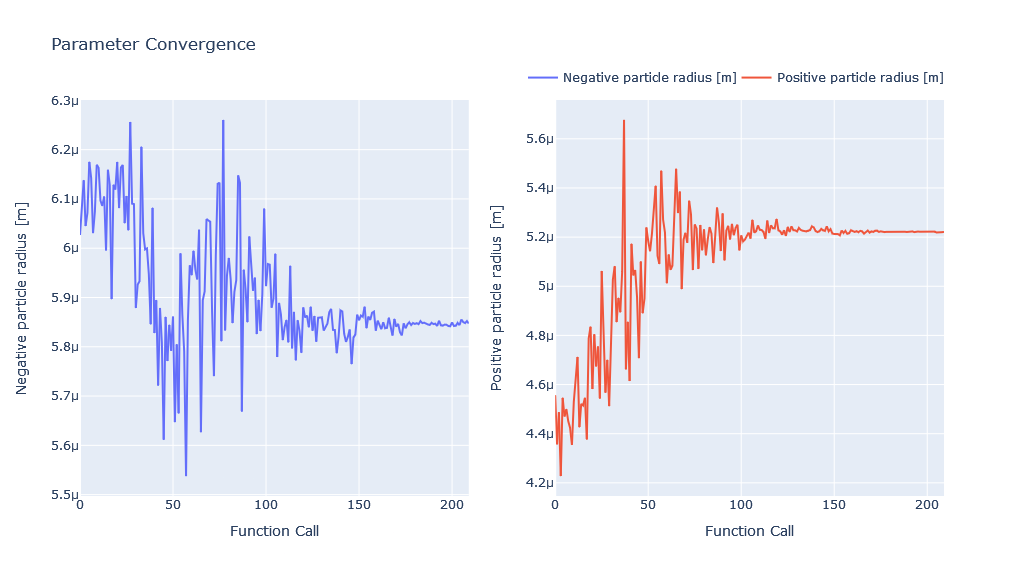 Parameter Convergence
Negative particle radius [m]
Positive particle radius [m]
6.3μ
6.2μ
6.1μ
6μ
5.9μ
5.8μ
5.7μ
5.6μ
5.5μ
Negative particle radius [m]
0 50 100 150 200
Function Call
5.6μ
5.4μ
5.2μ
5μ
4.8μ
4.6μ
4.4μ
4.2μ
Positive particle radius [m]
0 50 100 150 200
Function Call